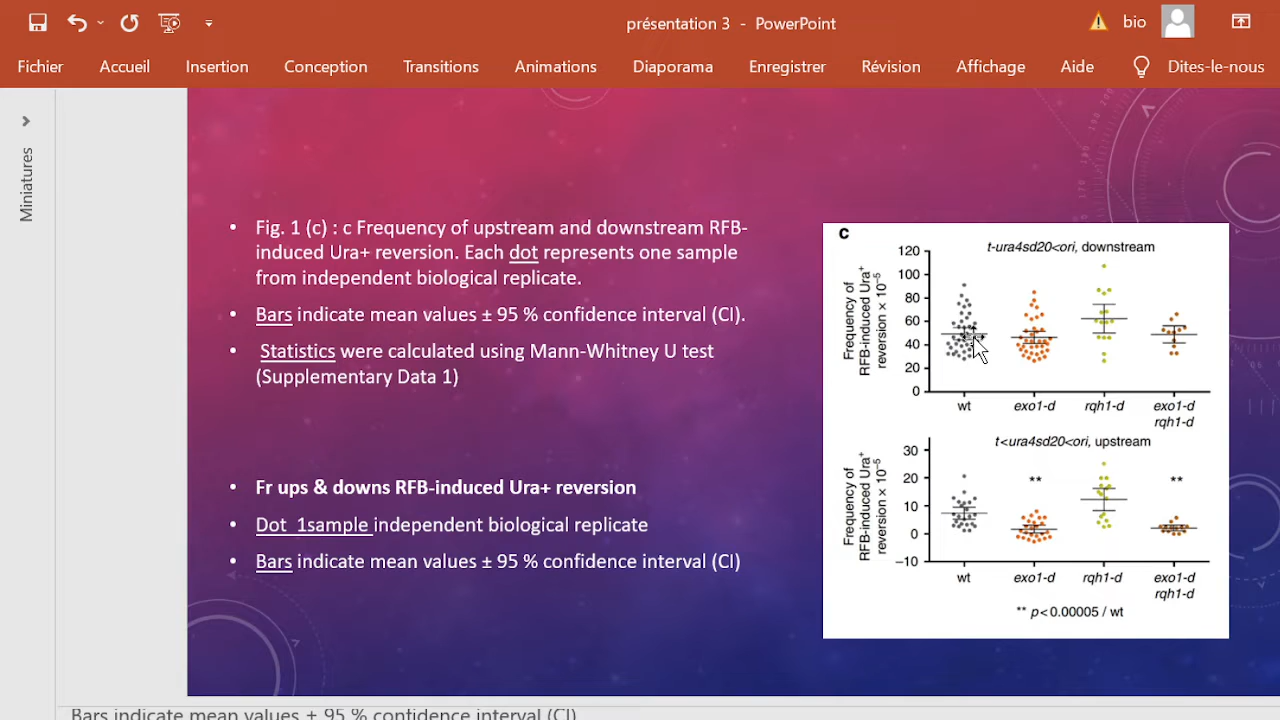 présentation 3 - PowerPoint
bio
Fichier Accueil Insertion Conception Transitions Animations Diaporama Enregistrer Révision Affichage Aide Dites-le-nous
Miniatures
• Fig. 1 (c) : c Frequency of upstream and downstream RFB-
induced Ura+ reversion. Each dot represents one sample
from independent biological replicate.
• Bars indicate mean values ± 95 % confidence interval (CI).
• Statistics were calculated using Mann-Whitney U test
(Supplementary Data 1)
• Fr ups & downs RFB-induced Ura+ reversion
• Dot 1sample independent biological replicate
• Bars indicate mean values ± 95 % confidence interval (CI)
c
t-ura4sd20<ori, downstream
Frequency of
RFB-induced Ura⁺
reversion × 10⁻⁵
120
100
80
60
40
20
0
wt exo1-d rqh1-d exo1-d
rqh1-d
t<ura4sd20<ori, upstream
Frequency of
RFB-induced Ura⁺
reversion × 10⁻⁵
30
20
10
0
−10
** **
wt exo1-d rqh1-d exo1-d
rqh1-d
** p<0.00005 / wt
Bars indicate mean values ± 95 % confidence interval (CI)